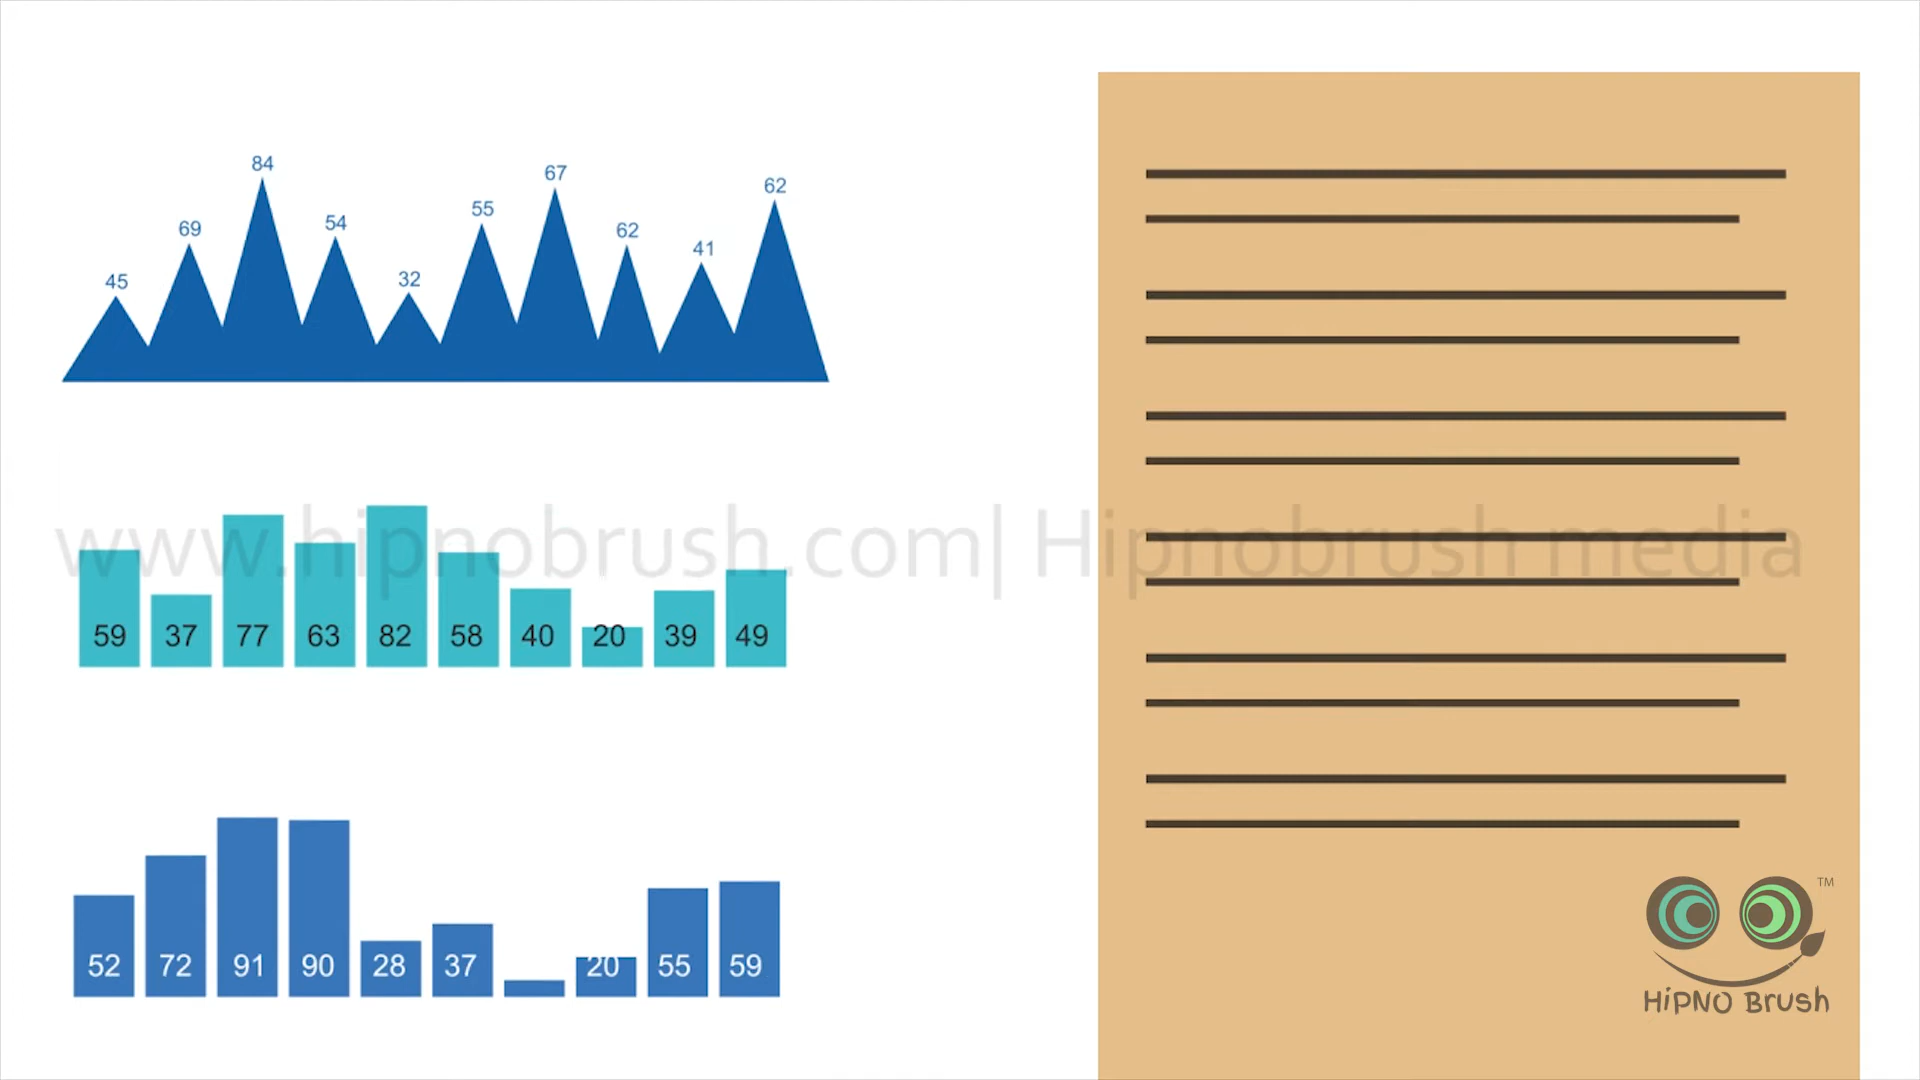 84
67
62
69
54
55
62
41
45
32
www.hipnobrush.com| Hipnobrush media
59 37 77 63 82 58 40 20 39 49
52 72 91 90 28 37 20 55 59
TM
HiPNO Brush